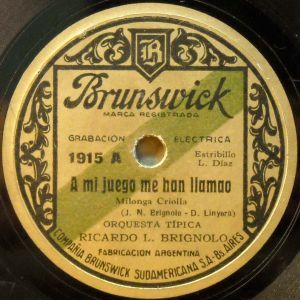 B
Brunswick
MARCA REGISTRADA
GRABACION ELECTRICA
1915 A
Estribillo
L. Diaz
A mi juego me han llamao
Milonga Criolla
(J. N. Brignolo - D. Linyera)
ORQUESTA TÍPICA
RICARDO L. BRIGNOLO
FABRICACION ARGENTINA
COMPAÑIA BRUNSWICK SUDAMERICANA S.A-Bs.AIRES